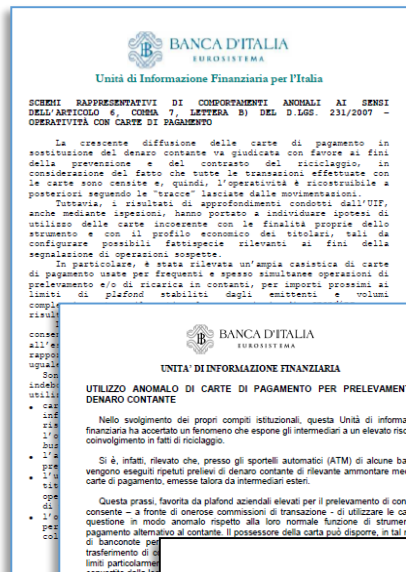 BANCA D'ITALIA
EUROSISTEMA
Unità di Informazione Finanziaria per l'Italia
SCHEMI RAPPRESENTATIVI DI COMPORTAMENTI ANOMALI AI SENSI
DELL'ARTICOLO 6, COMMA 7, LETTERA B) DEL D.LGS. 231/2007 –
OPERATIVITÀ CON CARTE DI PAGAMENTO
La crescente diffusione delle carte di pagamento in
sostituzione del denaro contante va giudicata con favore ai fini
della prevenzione e del contrasto del riciclaggio, in
considerazione del fatto che tutte le transazioni effettuate con
le carte sono censite e, quindi, l'operatività è ricostruibile a
posteriori seguendo le "tracce" lasciate dalle movimentazioni.
Tuttavia, i risultati di approfondimenti condotti dall'UIF,
anche mediante ispezioni, hanno portato a individuare ipotesi di
utilizzo delle carte incoerente con le finalità proprie dello
strumento e con il profilo economico dei titolari, tali da
configurare possibili fattispecie rilevanti ai fini della
segnalazione di operazioni sospette.
In particolare, è stata rilevata un'ampia casistica di carte
di pagamento usate per frequenti e spesso simultanee operazioni di
prelevamento e/o di ricarica in contanti, per importi prossimi ai
limiti di plafond stabiliti dagli emittenti e volumi
BANCA D'ITALIA
EUROSISTEMA
UNITA' DI INFORMAZIONE FINANZIARIA
UTILIZZO ANOMALO DI CARTE DI PAGAMENTO PER PRELEVAMEN
DENARO CONTANTE
Nello svolgimento dei propri compiti istituzionali, questa Unità di informa
finanziaria ha accertato un fenomeno che espone gli intermediari a un elevato risc
coinvolgimento in fatti di riciclaggio.
Si è, infatti, rilevato che, presso gli sportelli automatici (ATM) di alcune ba
vengono eseguiti ripetuti prelievi di denaro contante di rilevante ammontare med
carte di pagamento, emesse talora da intermediari esteri.
Questa prassi, favorita da plafond aziendali elevati per il prelevamento di con
consente – a fronte di onerose commissioni di transazione - di utilizzare le ca
questione in modo anomalo rispetto alla loro normale funzione di strumen
pagamento alternativo al contante. Il possessore della carta può disporre, in tal m
di banconote per
trasferimento di c
limiti particolarmen